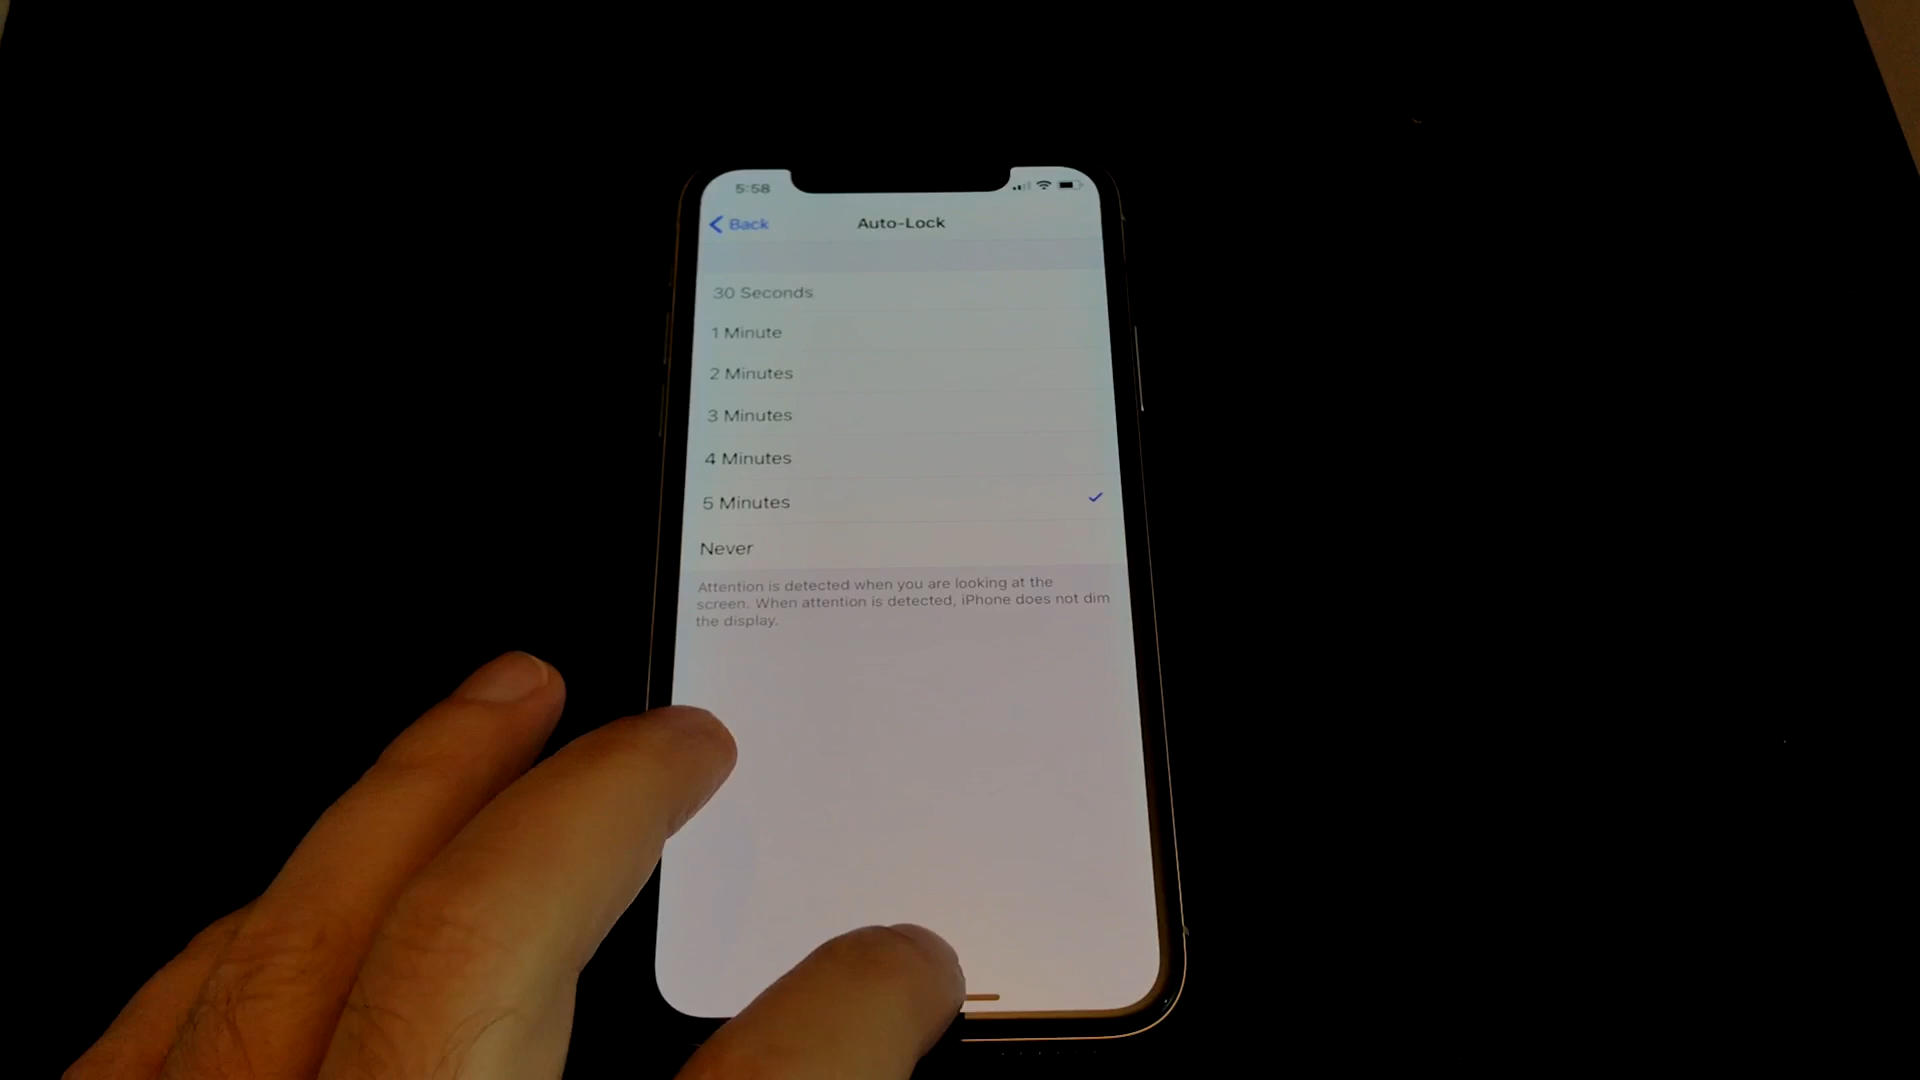 5:58
Back
Auto-Lock
30 Seconds
1 Minute
2 Minutes
3 Minutes
4 Minutes
5 Minutes
Never
Attention is detected when you are looking at the
screen. When attention is detected, iPhone does not dim
the display.